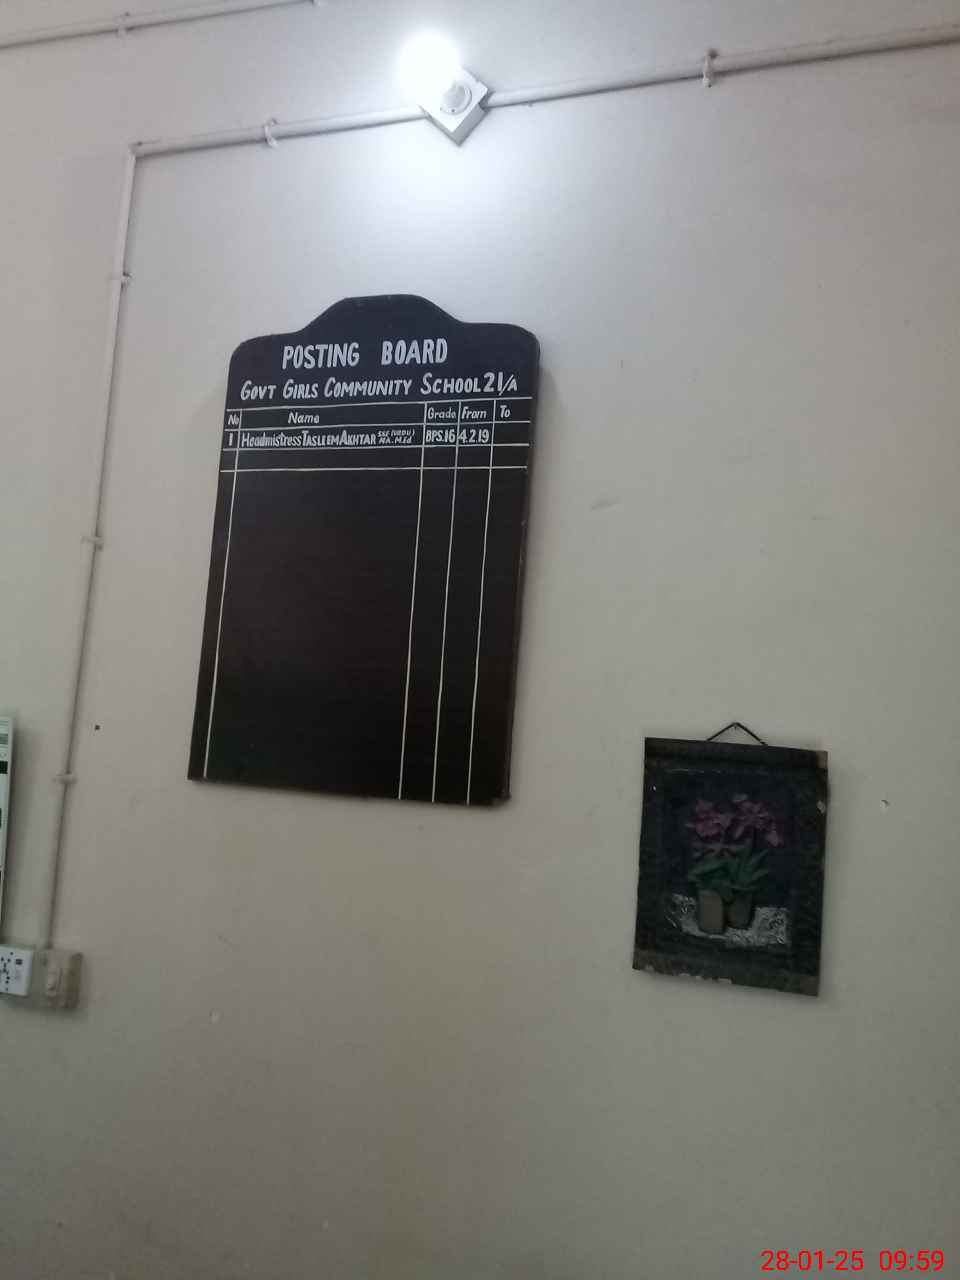 POSTING BOARD
GOVT GIRLS COMMUNITY SCHOOL 21/A
No Name Grade From To
1 Headmistress TASLEEM AKHTAR SSE (URDU) MA. M.Ed BPS.16 4.2.19
28-01-25 09:59